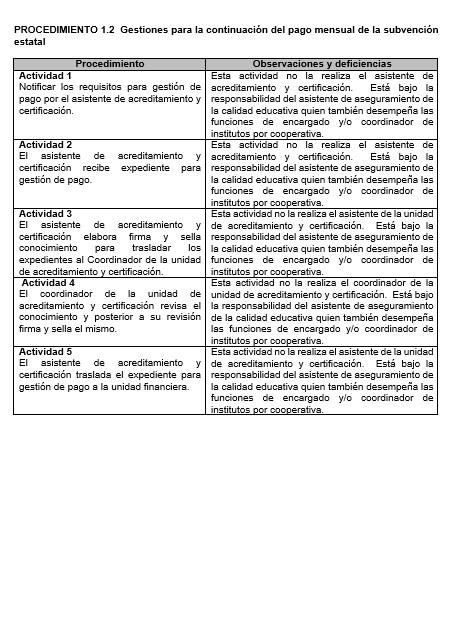 PROCEDIMIENTO 1.2 Gestiones para la continuación del pago mensual de la subvención
estatal
Procedimiento
Observaciones y deficiencias
Actividad 1
Notificar los requisitos para gestión de
pago por el asistente de acreditamiento y
certificación.
Esta actividad no la realiza el asistente de
acreditamiento y certificación. Está bajo la
responsabilidad del asistente de aseguramiento de
la calidad educativa quien también desempeña las
funciones de encargado y/o coordinador de
institutos por cooperativa.
Actividad 2
El asistente de acreditamiento y
certificación recibe expediente para
gestión de pago.
Esta actividad no la realiza el asistente de
acreditamiento y certificación. Está bajo la
responsabilidad del asistente de aseguramiento de
la calidad educativa quien también desempeña las
funciones de encargado y/o coordinador de
institutos por cooperativa.
Actividad 3
El asistente de acreditamiento y
certificación elabora firma y sella
conocimiento para trasladar los
expedientes al Coordinador de la unidad
de acreditamiento y certificación.
Esta actividad no la realiza el asistente de la unidad
de acreditamiento y certificación. Está bajo la
responsabilidad del asistente de aseguramiento de
la calidad educativa quien también desempeña las
funciones de encargado y/o coordinador de
institutos por cooperativa.
Actividad 4
El coordinador de la unidad de
acreditamiento y certificación revisa el
conocimiento y posterior a su revisión
firma y sella el mismo.
Esta actividad no la realiza el coordinador de la
unidad de acreditamiento y certificación. Está bajo
la responsabilidad del asistente de aseguramiento
de la calidad educativa quien también desempeña
las funciones de encargado y/o coordinador de
institutos por cooperativa.
Actividad 5
El asistente de acreditamiento y
certificación traslada el expediente para
gestión de pago a la unidad financiera.
Esta actividad no la realiza el asistente de la unidad
de acreditamiento y certificación. Está bajo la
responsabilidad del asistente de aseguramiento de
la calidad educativa quien también desempeña las
funciones de encargado y/o coordinador de
institutos por cooperativa.